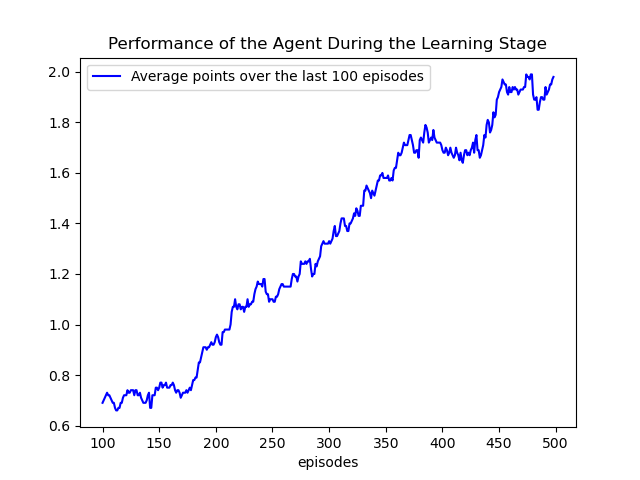 Performance of the Agent During the Learning Stage
Average points over the last 100 episodes
2.0
1.8
1.6
1.4
1.2
1.0
0.8
0.6
100 150 200 250 300 350 400 450 500
episodes